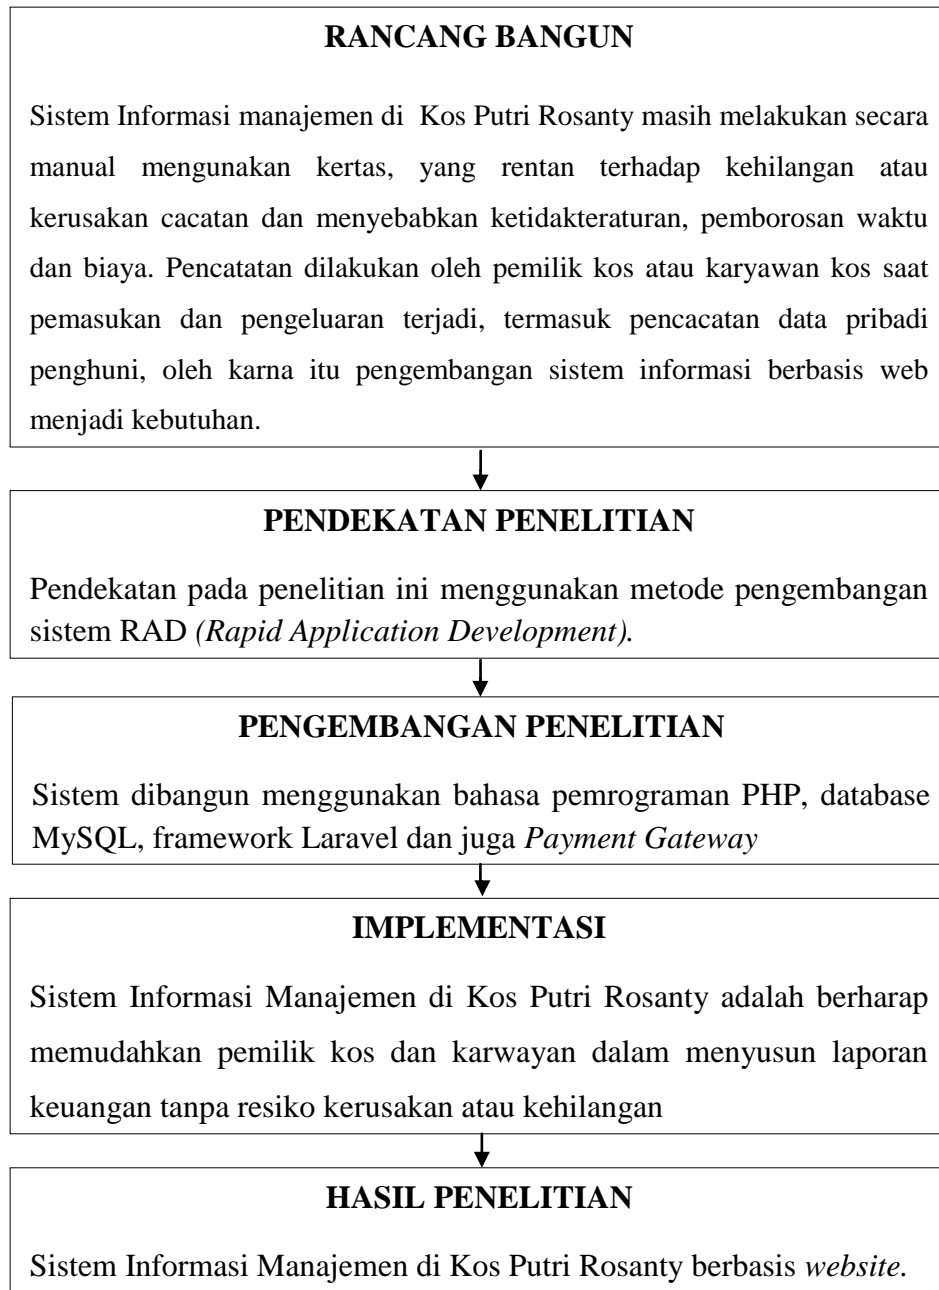 RANCANG BANGUN
Sistem Informasi manajemen di Kos Putri Rosanty masih melakukan secara
manual mengunakan kertas, yang rentan terhadap kehilangan atau
kerusakan cacatan dan menyebabkan ketidakteraturan, pemborosan waktu
dan biaya. Pencatatan dilakukan oleh pemilik kos atau karyawan kos saat
pemasukan dan pengeluaran terjadi, termasuk pencacatan data pribadi
penghuni, oleh karna itu pengembangan sistem informasi berbasis web
menjadi kebutuhan.
PENDEKATAN PENELITIAN
Pendekatan pada penelitian ini menggunakan metode pengembangan
sistem RAD (Rapid Application Development).
PENGEMBANGAN PENELITIAN
Sistem dibangun menggunakan bahasa pemrograman PHP, database
MySQL, framework Laravel dan juga Payment Gateway
IMPLEMENTASI
Sistem Informasi Manajemen di Kos Putri Rosanty adalah berharap
memudahkan pemilik kos dan karwayan dalam menyusun laporan
keuangan tanpa resiko kerusakan atau kehilangan
HASIL PENELITIAN
Sistem Informasi Manajemen di Kos Putri Rosanty berbasis website.